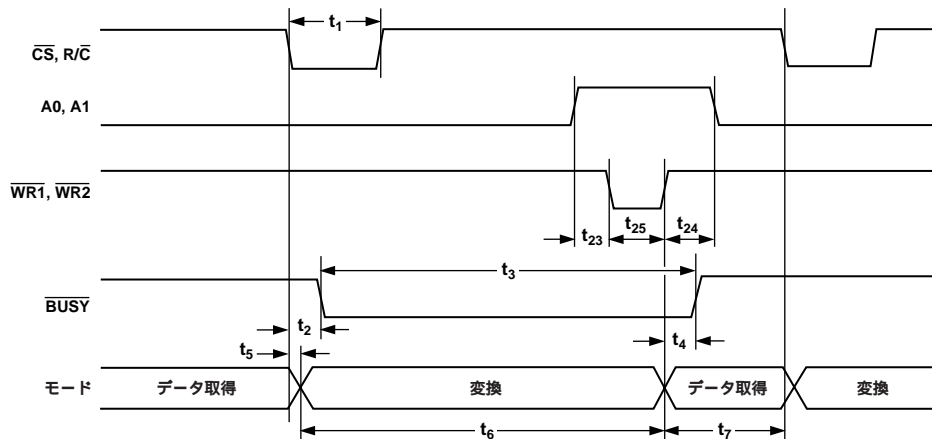 t1
CS, R/C
A0, A1
WR1, WR2
t23
t25
t24
t3
BUSY
t2
t4
t5
モード
データ取得
変換
データ取得
変換
t6
t7